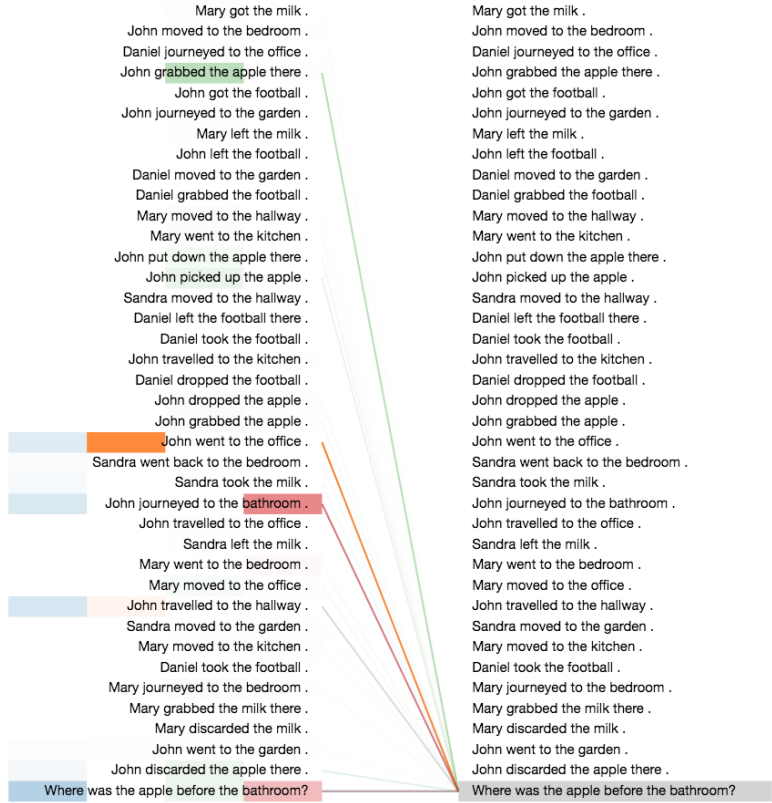 Mary got the milk . Mary got the milk .
John moved to the bedroom . John moved to the bedroom .
Daniel journeyed to the office . Daniel journeyed to the office .
John grabbed the apple there . John grabbed the apple there .
John got the football . John got the football .
John journeyed to the garden . John journeyed to the garden .
Mary left the milk . Mary left the milk .
John left the football . John left the football .
Daniel moved to the garden . Daniel moved to the garden .
Daniel grabbed the football . Daniel grabbed the football .
Mary moved to the hallway . Mary moved to the hallway .
Mary went to the kitchen . Mary went to the kitchen .
John put down the apple there . John put down the apple there .
John picked up the apple . John picked up the apple .
Sandra moved to the hallway . Sandra moved to the hallway .
Daniel left the football there . Daniel left the football there .
Daniel took the football . Daniel took the football .
John travelled to the kitchen . John travelled to the kitchen .
Daniel dropped the football . Daniel dropped the football .
John dropped the apple . John dropped the apple .
John grabbed the apple . John grabbed the apple .
John went to the office . John went to the office .
Sandra went back to the bedroom . Sandra went back to the bedroom .
Sandra took the milk . Sandra took the milk .
John journeyed to the bathroom . John journeyed to the bathroom .
John travelled to the office . John travelled to the office .
Sandra left the milk . Sandra left the milk .
Mary went to the bedroom . Mary went to the bedroom .
Mary moved to the office . Mary moved to the office .
John travelled to the hallway . John travelled to the hallway .
Sandra moved to the garden . Sandra moved to the garden .
Mary moved to the kitchen . Mary moved to the kitchen .
Daniel took the football . Daniel took the football .
Mary journeyed to the bedroom . Mary journeyed to the bedroom .
Mary grabbed the milk there . Mary grabbed the milk there .
Mary discarded the milk . Mary discarded the milk .
John went to the garden . John went to the garden .
John discarded the apple there . John discarded the apple there .
Where was the apple before the bathroom? Where was the apple before the bathroom?